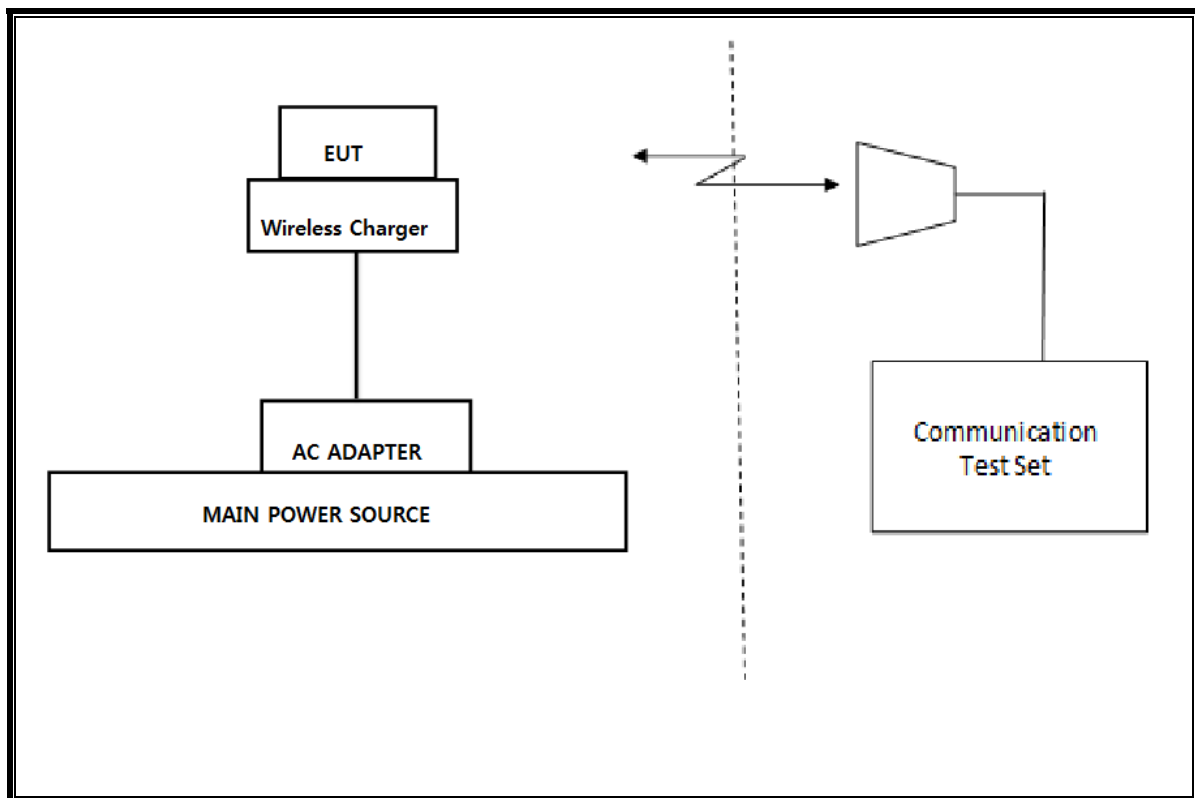 EUT
Wireless Charger
AC ADAPTER
MAIN POWER SOURCE
Communication
Test Set